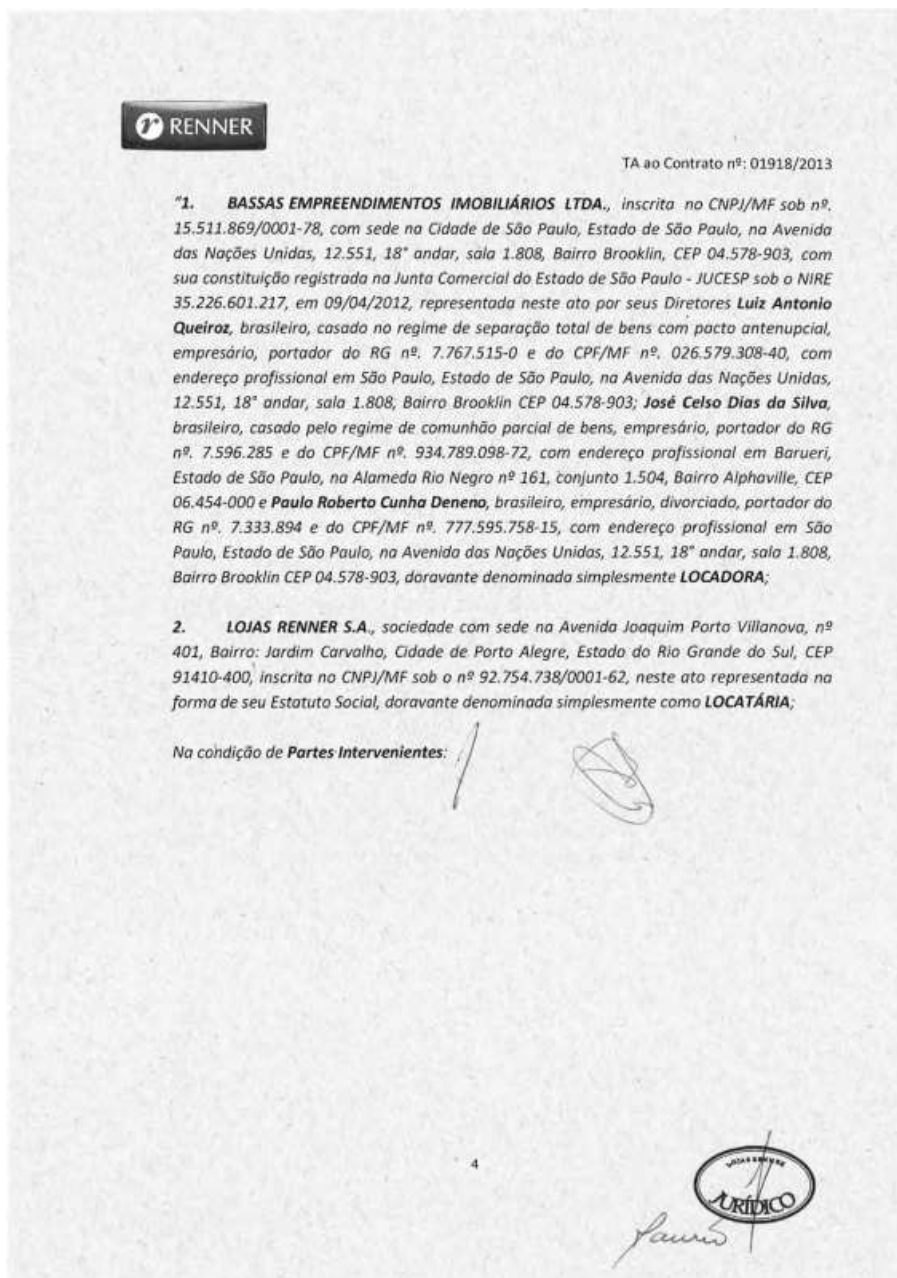 r RENNER
TA ao Contrato nº: 01918/2013
"1. BASSAS EMPREENDIMENTOS IMOBILIÁRIOS LTDA., inscrita no CNPJ/MF sob nº.
15.511.869/0001-78, com sede na Cidade de São Paulo, Estado de São Paulo, na Avenida
das Nações Unidas, 12.551, 18° andar, sala 1.808, Bairro Brooklin, CEP 04.578-903, com
sua constituição registrada na Junta Comercial do Estado de São Paulo - JUCESP sob o NIRE
35.226.601.217, em 09/04/2012, representada neste ato por seus Diretores Luiz Antonio
Queiroz, brasileiro, casado no regime de separação total de bens com pacto antenupcial,
empresário, portador do RG nº. 7.767.515-0 e do CPF/MF nº. 026.579.308-40, com
endereço profissional em São Paulo, Estado de São Paulo, na Avenida das Nações Unidas,
12.551, 18° andar, sala 1.808, Bairro Brooklin CEP 04.578-903; José Celso Dias da Silva,
brasileiro, casado pelo regime de comunhão parcial de bens, empresário, portador do RG
nº. 7.596.285 e do CPF/MF nº. 934.789.098-72, com endereço profissional em Barueri,
Estado de São Paulo, na Alameda Rio Negro nº 161, conjunto 1.504, Bairro Alphaville, CEP
06.454-000 e Paulo Roberto Cunha Deneno, brasileiro, empresário, divorciado, portador do
RG nº. 7.333.894 e do CPF/MF nº. 777.595.758-15, com endereço profissional em São
Paulo, Estado de São Paulo, na Avenida das Nações Unidas, 12.551, 18° andar, sala 1.808,
Bairro Brooklin CEP 04.578-903, doravante denominada simplesmente LOCADORA;
2. LOJAS RENNER S.A., sociedade com sede na Avenida Joaquim Porto Villanova, nº
401, Bairro: Jardim Carvalho, Cidade de Porto Alegre, Estado do Rio Grande do Sul, CEP
91410-400, inscrita no CNPJ/MF sob o nº 92.754.738/0001-62, neste ato representada na
forma de seu Estatuto Social, doravante denominada simplesmente como LOCATÁRIA;
Na condição de Partes Intervenientes:
4
LOJAS RENNER
JURÍDICO